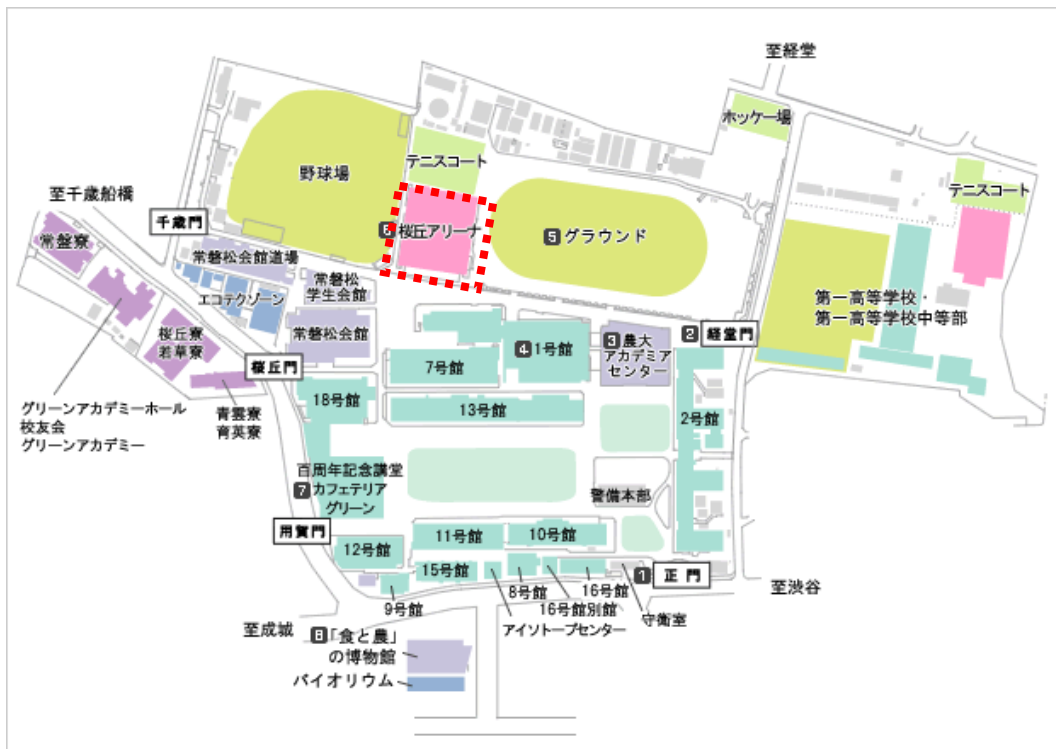 至経堂
ホッケー場
テニスコート
野球場
テニスコート
至千歳船橋
千歳門
6 桜丘アリーナ
5 グラウンド
常盤寮
常磐松会館道場
常磐松
学生会館
エコテクゾーン
第一高等学校・
第一高等学校中等部
桜丘寮
若草寮
常磐松会館
4 1号館
3 農大
アカデミア
センター
2 経堂門
桜丘門
7号館
18号館
13号館
2号館
グリーンアカデミーホール
校友会
グリーンアカデミー
青雲寮
育英寮
百周年記念講堂
7 カフェテリア
グリーン
警備本部
用賀門
12号館
11号館
10号館
15号館
8号館
16号館
1 正門
至渋谷
9号館
16号館別館
守衛室
アイソトープセンター
至成城
8 「食と農」
の博物館
バイオリウム